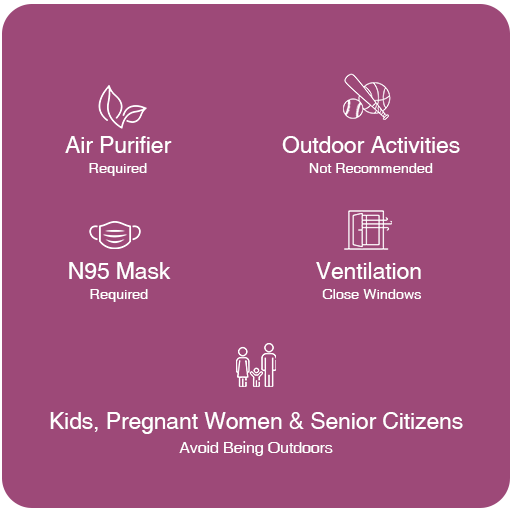 Air Purifier
Required
Outdoor Activities
Not Recommended
N95 Mask
Required
Ventilation
Close Windows
Kids, Pregnant Women & Senior Citizens
Avoid Being Outdoors